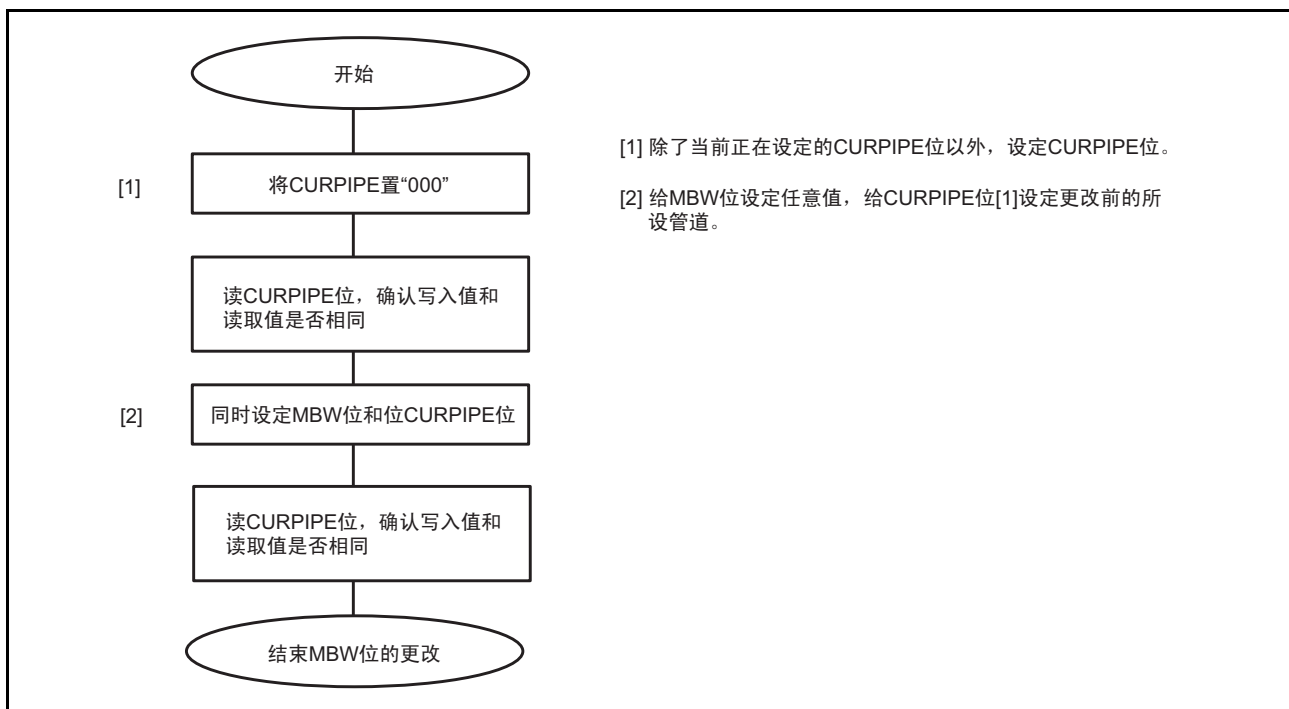 开始
[1] 除了当前正在设定的CURPIPE位以外，设定CURPIPE位。
[1]
将CURPIPE置“000”
[2] 给MBW位设定任意值，给CURPIPE位[1]设定更改前的所
设管道。
读CURPIPE位，确认写入值和
读取值是否相同
[2]
同时设定MBW位和位CURPIPE位
读CURPIPE位，确认写入值和
读取值是否相同
结束MBW位的更改